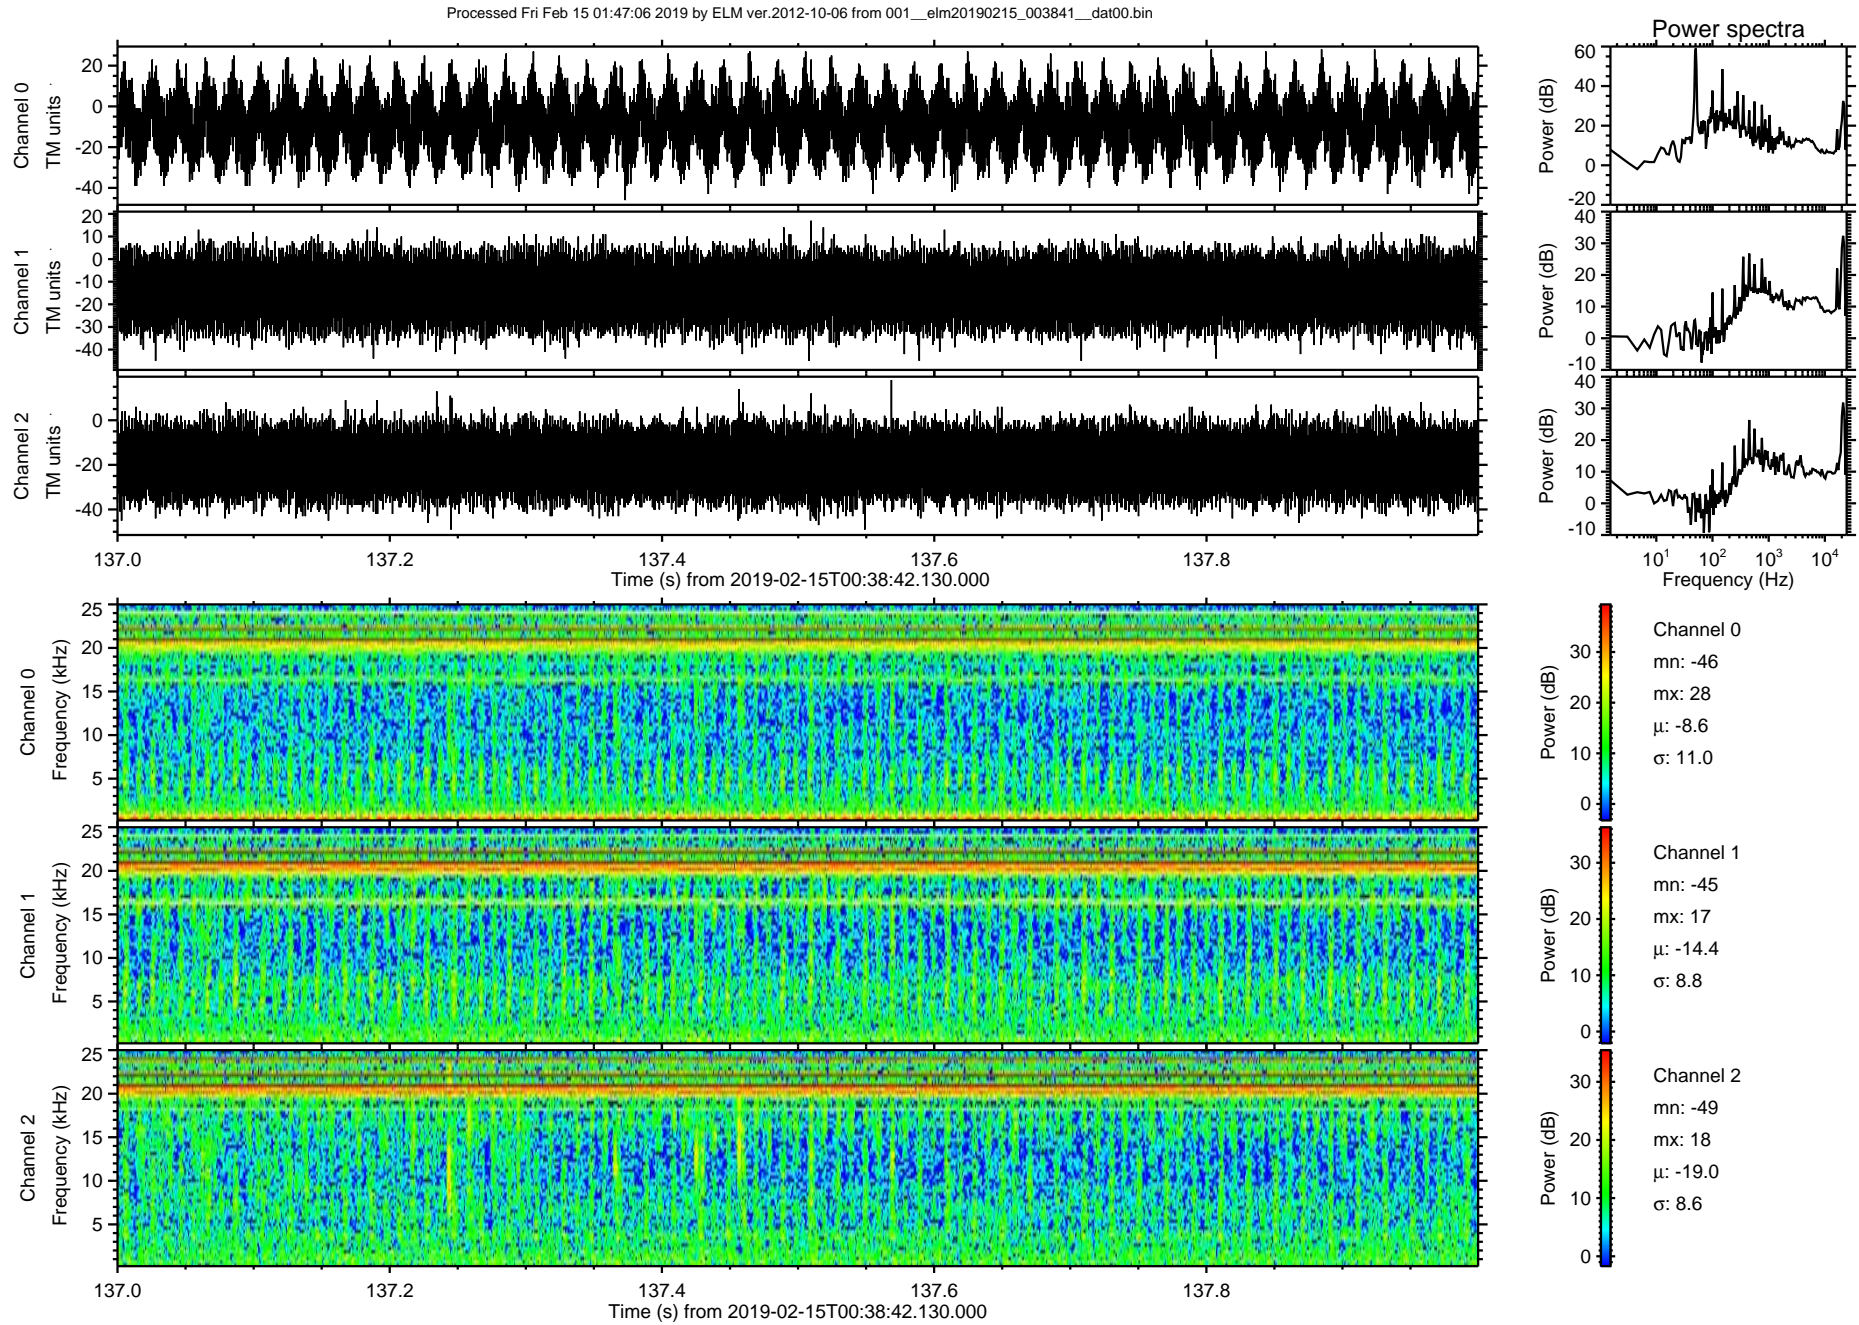 Processed Fri Feb 15 01:47:06 2019 by ELM ver.2012-10-06 from 001__elm20190215_003841__dat00.bin
Power spectra
Channel 0
TM units
20
0
-20
-40
Power (dB)
60
40
20
0
-20
Channel 1
TM units
20
10
0
-10
-20
-30
-40
Power (dB)
40
30
20
10
0
-10
Channel 2
TM units
0
-20
-40
Power (dB)
40
30
20
10
0
-10
137.0 137.2 137.4 137.6 137.8
Time (s) from 2019-02-15T00:38:42.130.000
10^1 10^2 10^3 10^4
Frequency (Hz)
Channel 0
Frequency (kHz)
25
20
15
10
5
Power (dB)
30
20
10
0
Channel 0
mn: -46
mx: 28
μ: -8.6
σ: 11.0
Channel 1
Frequency (kHz)
25
20
15
10
5
Power (dB)
30
20
10
0
Channel 1
mn: -45
mx: 17
μ: -14.4
σ: 8.8
Channel 2
Frequency (kHz)
25
20
15
10
5
Power (dB)
30
20
10
0
Channel 2
mn: -49
mx: 18
μ: -19.0
σ: 8.6
137.0 137.2 137.4 137.6 137.8
Time (s) from 2019-02-15T00:38:42.130.000